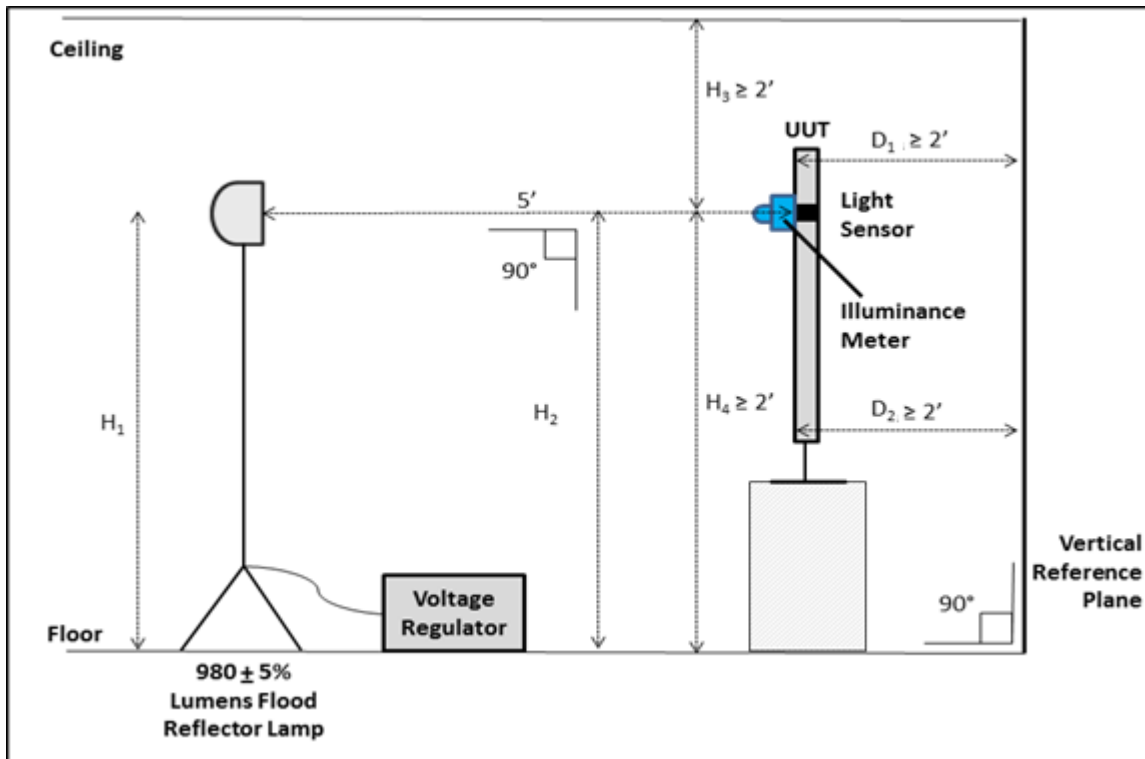 Ceiling
H₃ ≥ 2'
UUT
D₁ ≥ 2'
5'
Light
Sensor
90°
Illuminance
Meter
H₁
H₂
H₄ ≥ 2'
D₂ ≥ 2'
Vertical
Reference
Plane
90°
Voltage
Regulator
Floor
980 ± 5%
Lumens Flood
Reflector Lamp